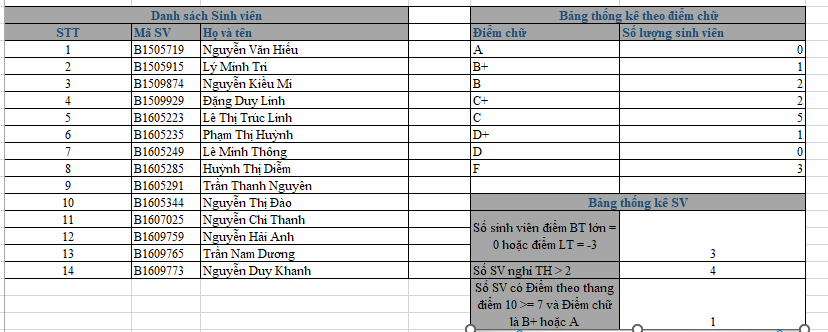 Danh sách Sinh viên
STT Mã SV Họ và tên
1 B1505719 Nguyễn Văn Hiếu
2 B1505915 Lý Minh Trí
3 B1509874 Nguyễn Kiều Mi
4 B1509929 Đặng Duy Linh
5 B1605223 Lê Thị Trúc Linh
6 B1605235 Phạm Thị Huỳnh
7 B1605249 Lê Minh Thông
8 B1605285 Huỳnh Thị Diễm
9 B1605291 Trần Thanh Nguyên
10 B1605344 Nguyễn Thị Đào
11 B1607025 Nguyễn Chí Thanh
12 B1609759 Nguyễn Hải Anh
13 B1609765 Trần Nam Dương
14 B1609773 Nguyễn Duy Khanh
Bảng thống kê theo điểm chữ
Điểm chữ Số lượng sinh viên
A 0
B+ 1
B 2
C+ 2
C 5
D+ 1
D 0
F 3
Bảng thống kê SV
Số sinh viên điểm BT lớn =
0 hoặc điểm LT = -3
3
Số SV nghỉ TH > 2 4
Số SV có Điểm theo thang
điểm 10 >= 7 và Điểm chữ
là B+ hoặc A 1